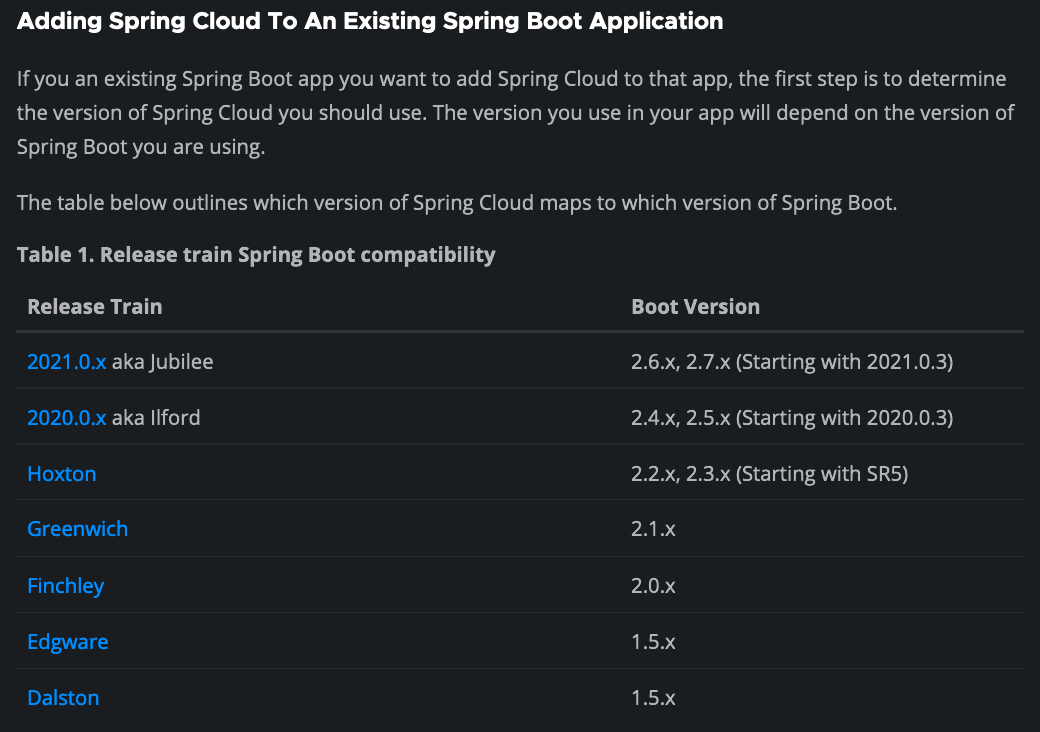 Adding Spring Cloud To An Existing Spring Boot Application
If you an existing Spring Boot app you want to add Spring Cloud to that app, the first step is to determine
the version of Spring Cloud you should use. The version you use in your app will depend on the version of
Spring Boot you are using.
The table below outlines which version of Spring Cloud maps to which version of Spring Boot.
Table 1. Release train Spring Boot compatibility
Release Train Boot Version
2021.0.x aka Jubilee 2.6.x, 2.7.x (Starting with 2021.0.3)
2020.0.x aka Ilford 2.4.x, 2.5.x (Starting with 2020.0.3)
Hoxton 2.2.x, 2.3.x (Starting with SR5)
Greenwich 2.1.x
Finchley 2.0.x
Edgware 1.5.x
Dalston 1.5.x